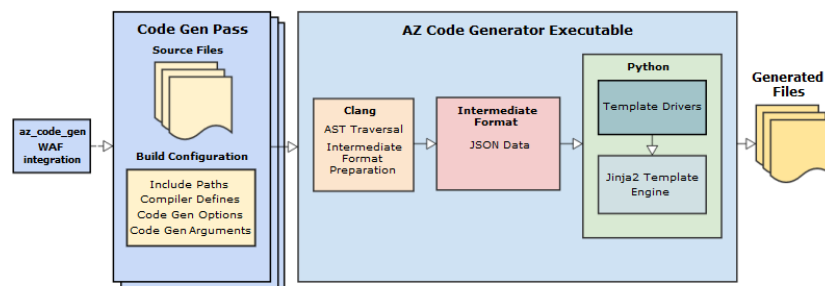 Code Gen Pass
Source Files
az_code_gen
WAF
integration
Build Configuration
Include Paths
Compiler Defines
Code Gen Options
Code Gen Arguments
AZ Code Generator Executable
Clang
AST Traversal
Intermediate
Format
Preparation
Intermediate
Format
JSON Data
Python
Template Drivers
Jinja2 Template
Engine
Generated
Files